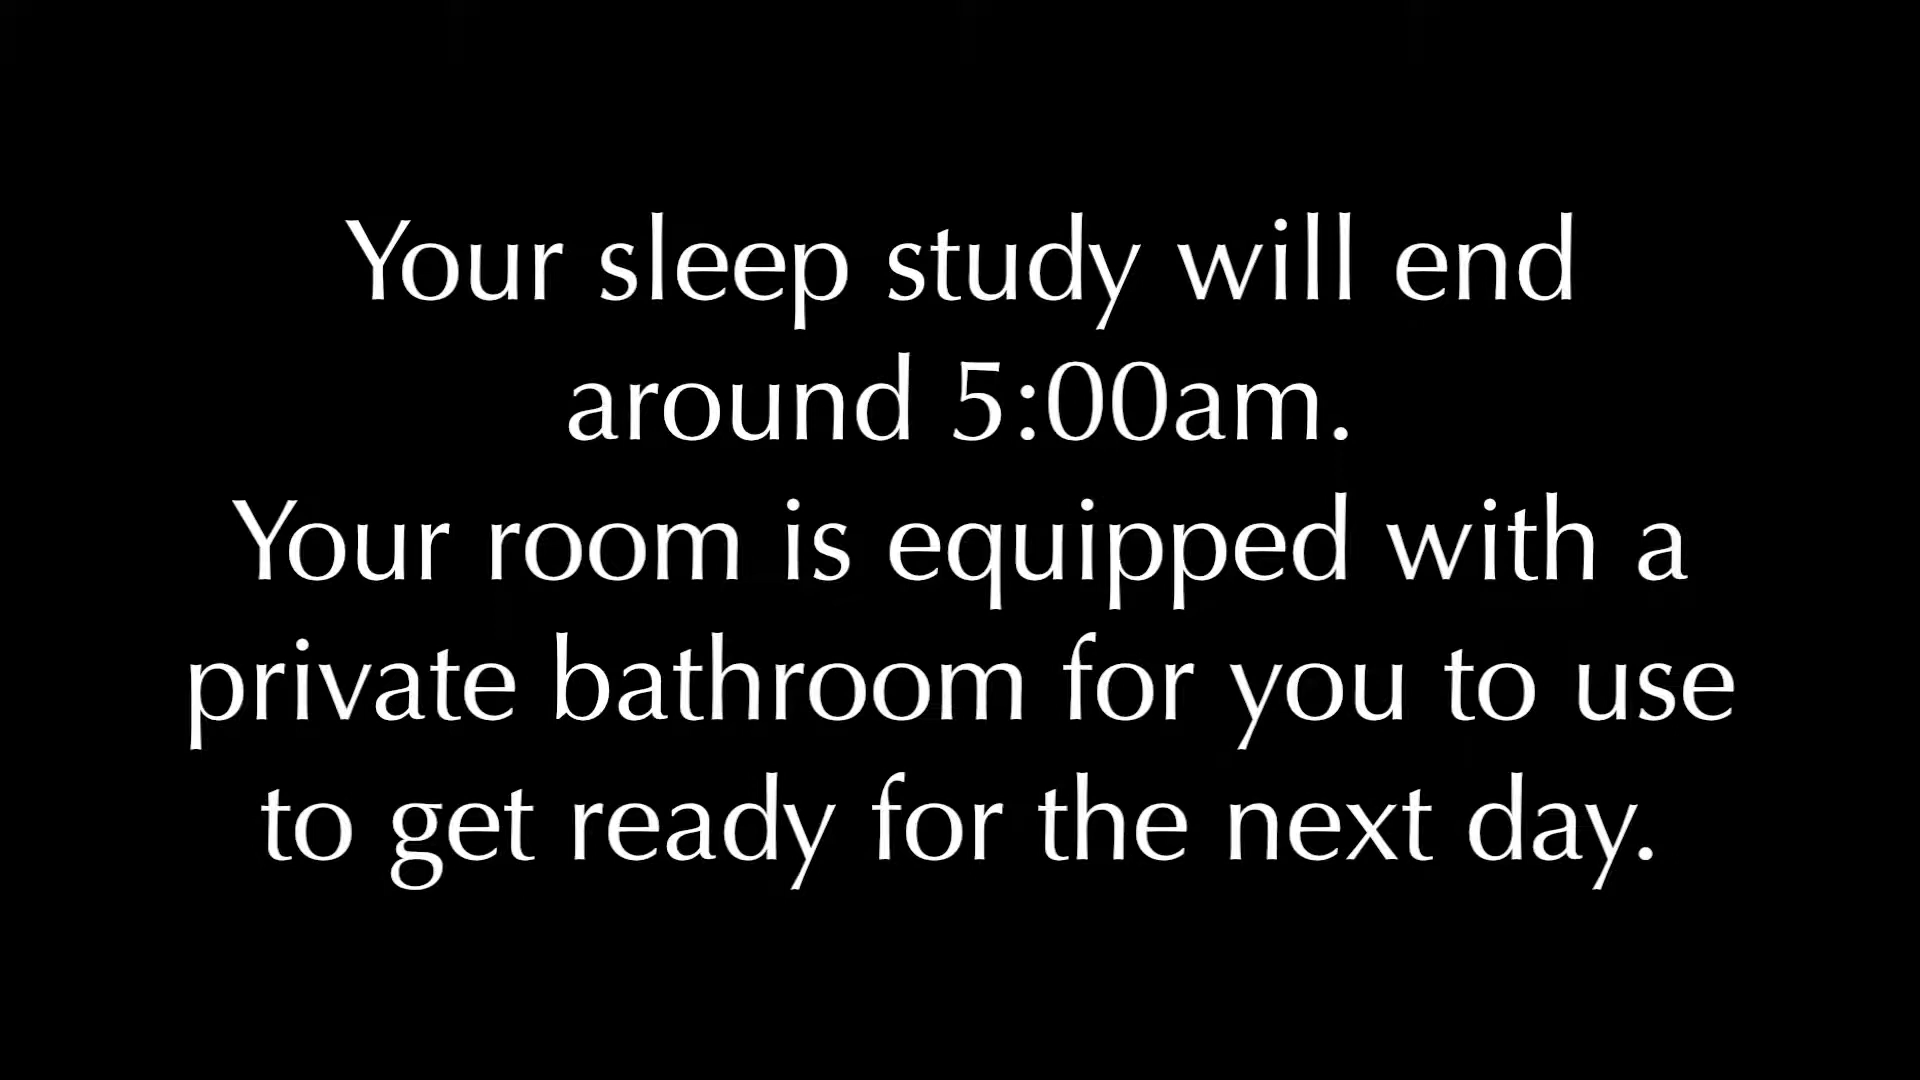 Your sleep study will end
around 5:00am.
Your room is equipped with a
private bathroom for you to use
to get ready for the next day.